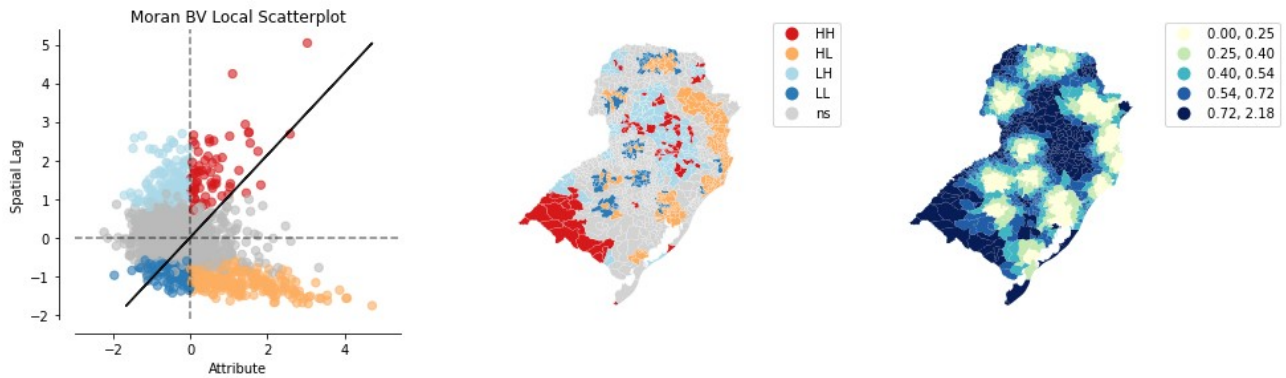 Moran BV Local Scatterplot
5
4
3
2
1
0
−1
−2
Spatial Lag
−2
0
2
4
Attribute
HH
HL
LH
LL
ns
0.00, 0.25
0.25, 0.40
0.40, 0.54
0.54, 0.72
0.72, 2.18